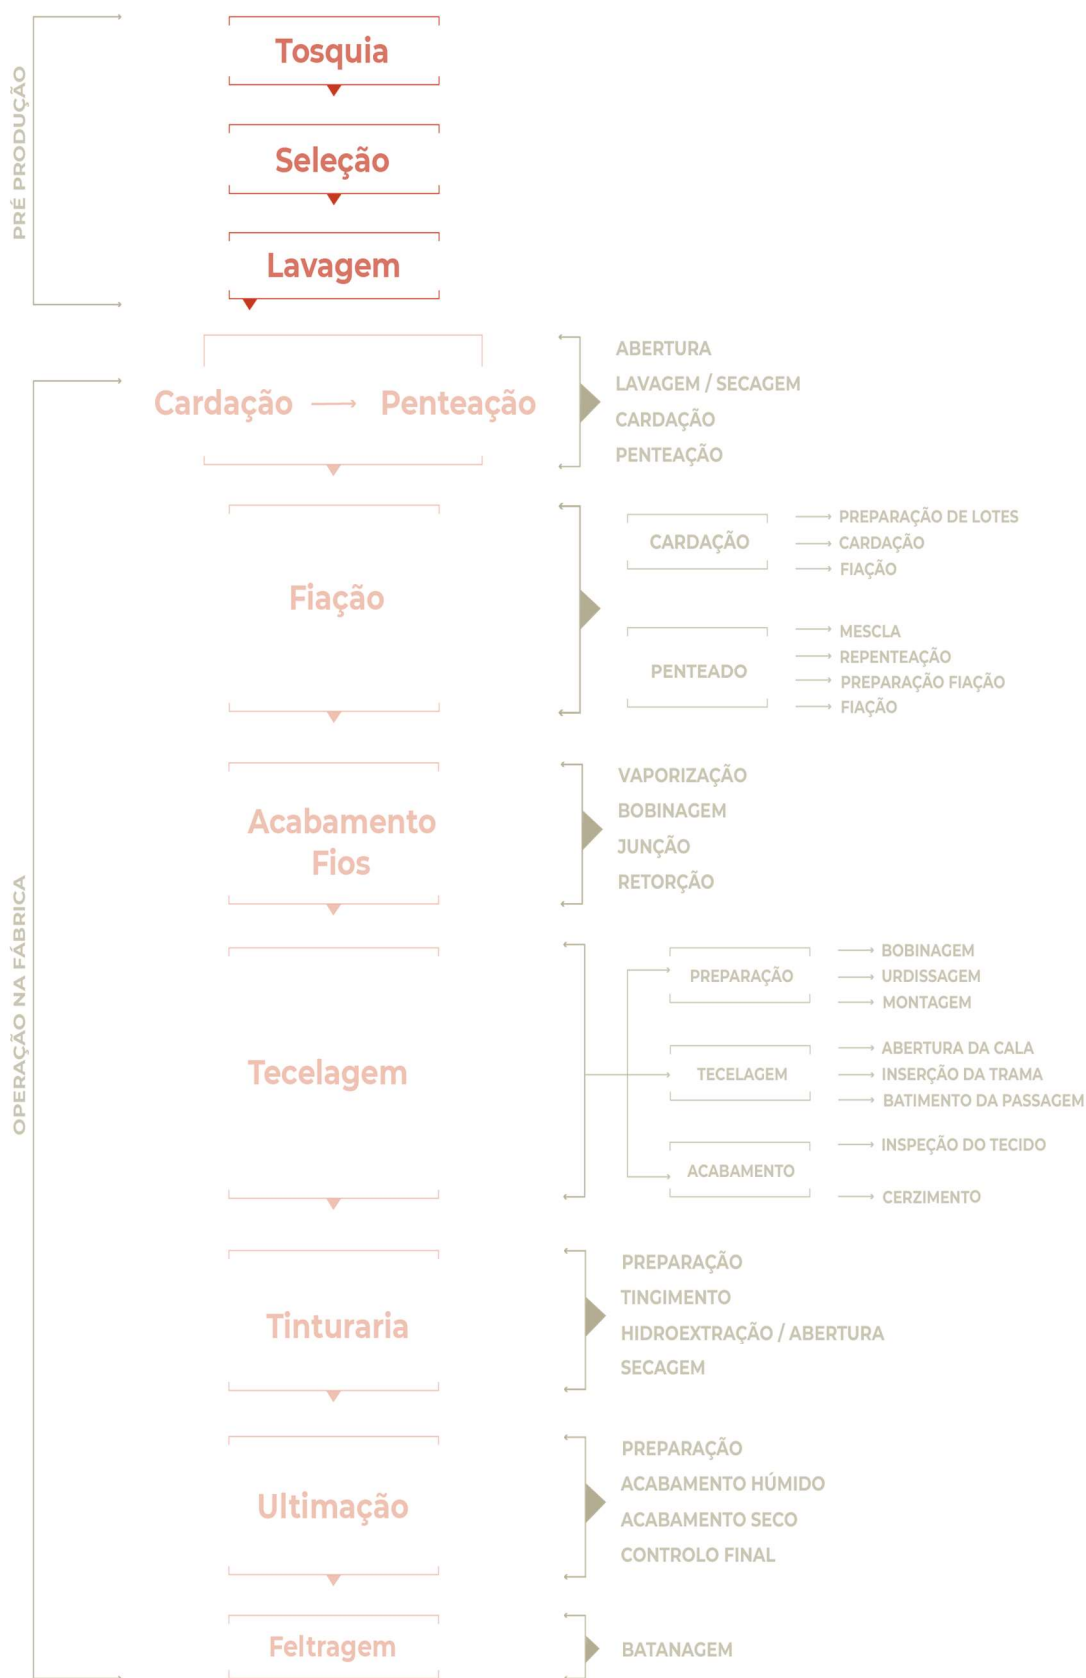 PRÉ PRODUÇÃO
Tosquia
Seleção
Lavagem
OPERAÇÃO NA FÁBRICA
Cardação
Penteação
ABERTURA
LAVAGEM / SECAGEM
CARDAÇÃO
PENTEAÇÃO
Fiação
CARDAÇÃO
PREPARAÇÃO DE LOTES
CARDAÇÃO
FIAÇÃO
PENTEADO
MESCLA
REPENTEAÇÃO
PREPARAÇÃO FIAÇÃO
FIAÇÃO
Acabamento
Fios
VAPORIZAÇÃO
BOBINAGEM
JUNÇÃO
RETORÇÃO
Tecelagem
PREPARAÇÃO
BOBINAGEM
URDISSAGEM
MONTAGEM
TECELAGEM
ABERTURA DA CALA
INSERÇÃO DA TRAMA
BATIMENTO DA PASSAGEM
ACABAMENTO
INSPEÇÃO DO TECIDO
CERZIMENTO
Tinturaria
PREPARAÇÃO
TINGIMENTO
HIDROEXTRAÇÃO / ABERTURA
SECAGEM
Ultimação
PREPARAÇÃO
ACABAMENTO HÚMIDO
ACABAMENTO SECO
CONTROLO FINAL
Feltragem
BATANAGEM